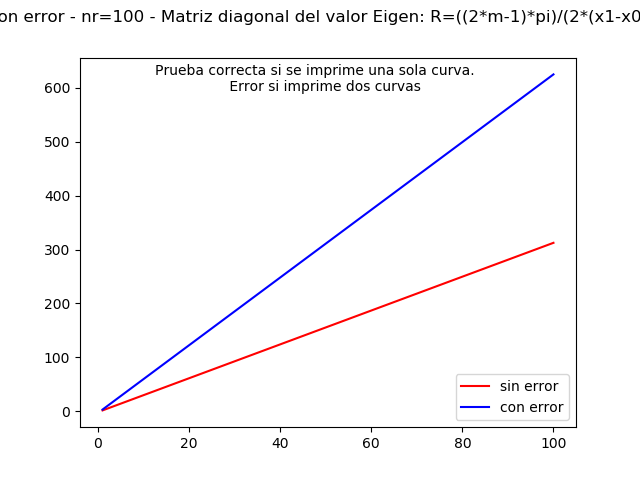 on error - nr=100 - Matriz diagonal del valor Eigen: R=((2*m-1)*pi)/(2*(x1-x0
Prueba correcta si se imprime una sola curva.
Error si imprime dos curvas
600
500
400
300
200
100
0
sin error
con error
0 20 40 60 80 100